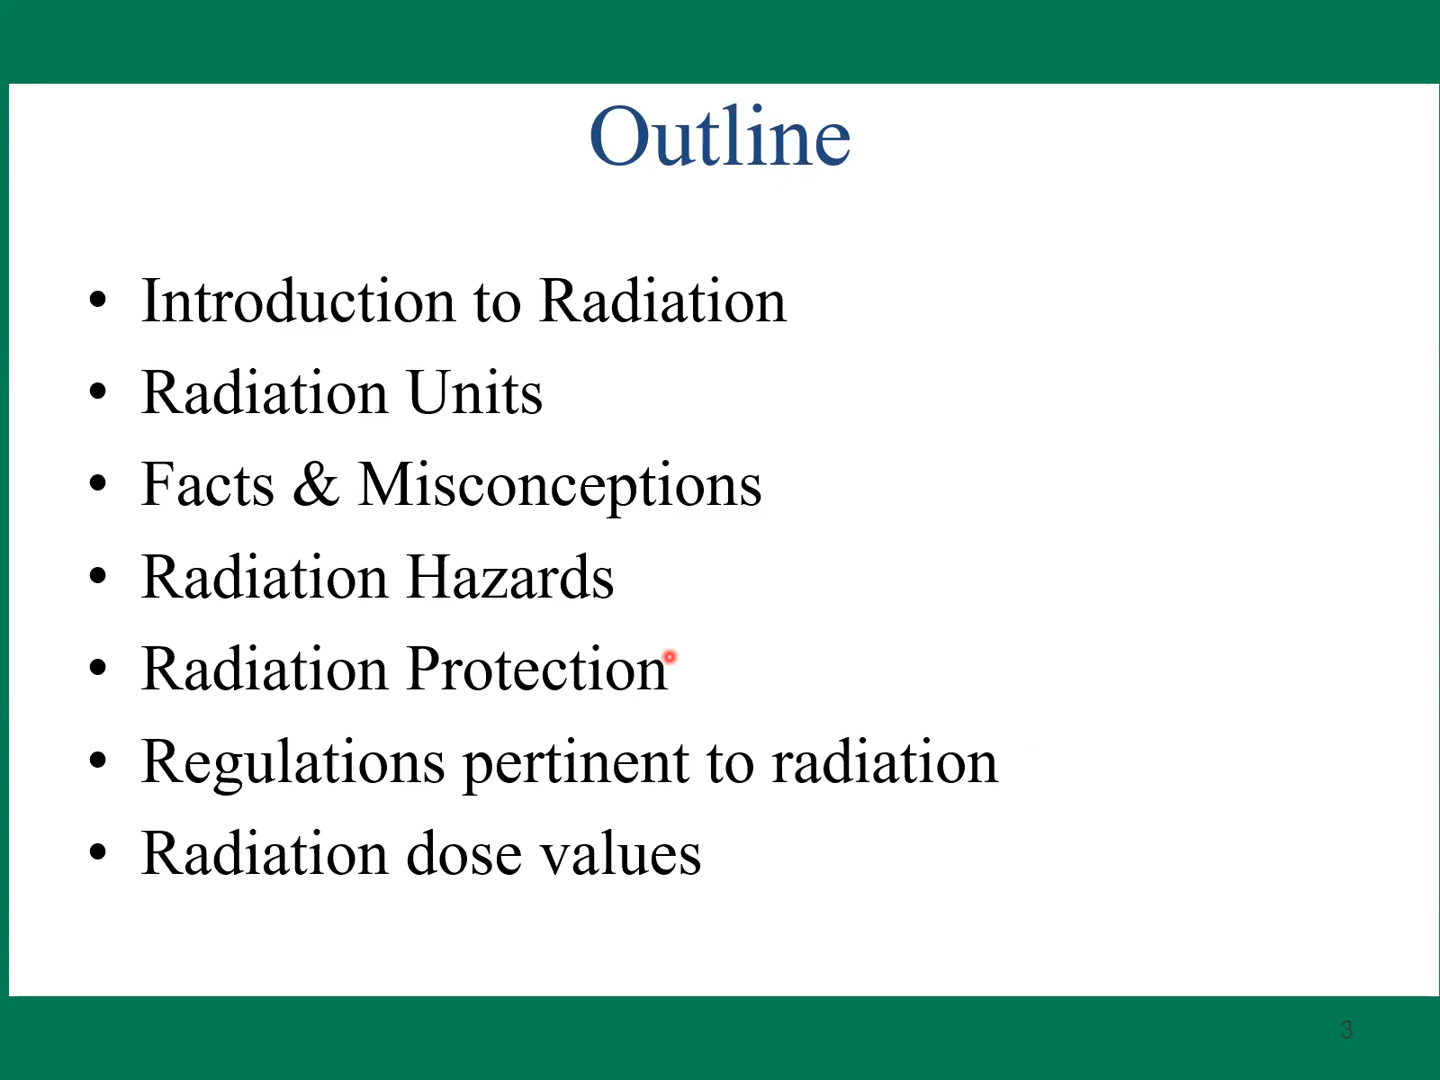 Outline
• Introduction to Radiation
• Radiation Units
• Facts & Misconceptions
• Radiation Hazards
• Radiation Protection
• Regulations pertinent to radiation
• Radiation dose values
3